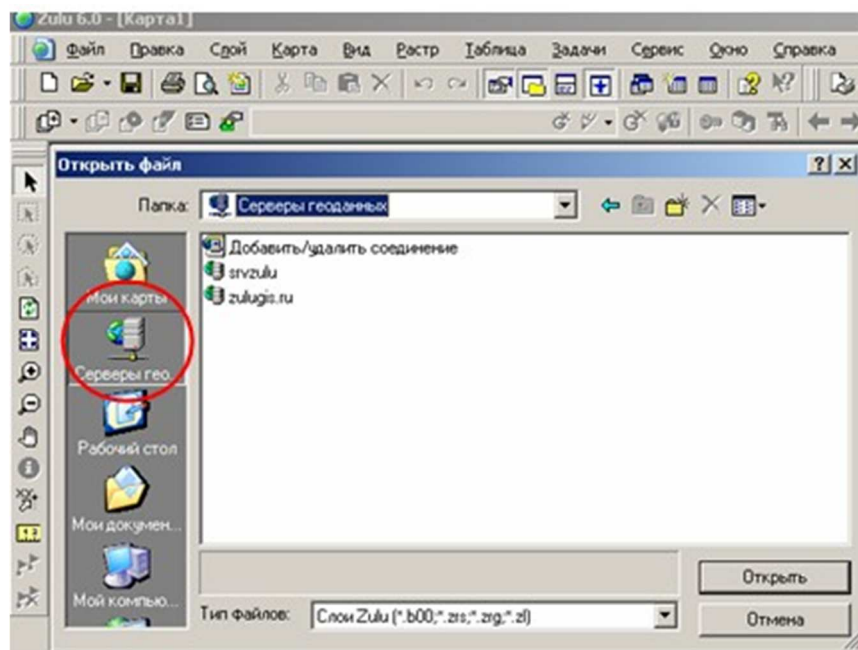 Zulu 6.0 - [Карта1]
Файл Правка Слой Карта Вид Растр Таблица Задачи Сервис Окно Справка
Открыть файл
Папка: Серверы геоданных
Добавить/удалить соединение
srvzulu
zulugis.ru
Мои карты
Серверы гео...
Рабочий стол
Мои докумен...
Мой компью...
Открыть
Тип файлов: Слои Zulu (*.b00;*.zrs;*.zrg;*.zl)
Отмена